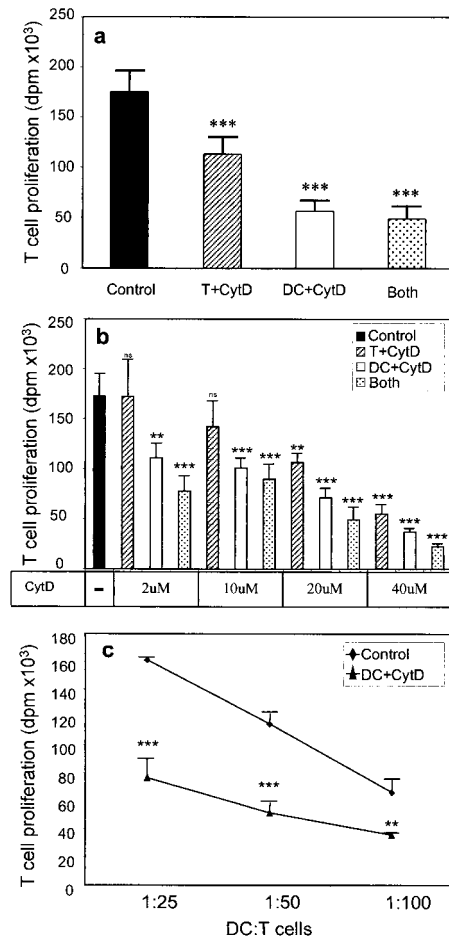 a
T cell proliferation (dpm x10³)
250
200
150
100
50
0
***
***
***
Control
T+CytD
DC+CytD
Both
b
T cell proliferation (dpm x10³)
250
200
150
100
50
0
Control
T+CytD
DC+CytD
Both
ns
**
***
ns
***
***
**
***
***
***
***
***
CytD
–
2uM
10uM
20uM
40uM
c
T cell proliferation (dpm x10³)
180
160
140
120
100
80
60
40
20
0
Control
DC+CytD
***
***
**
1:25
1:50
1:100
DC:T cells